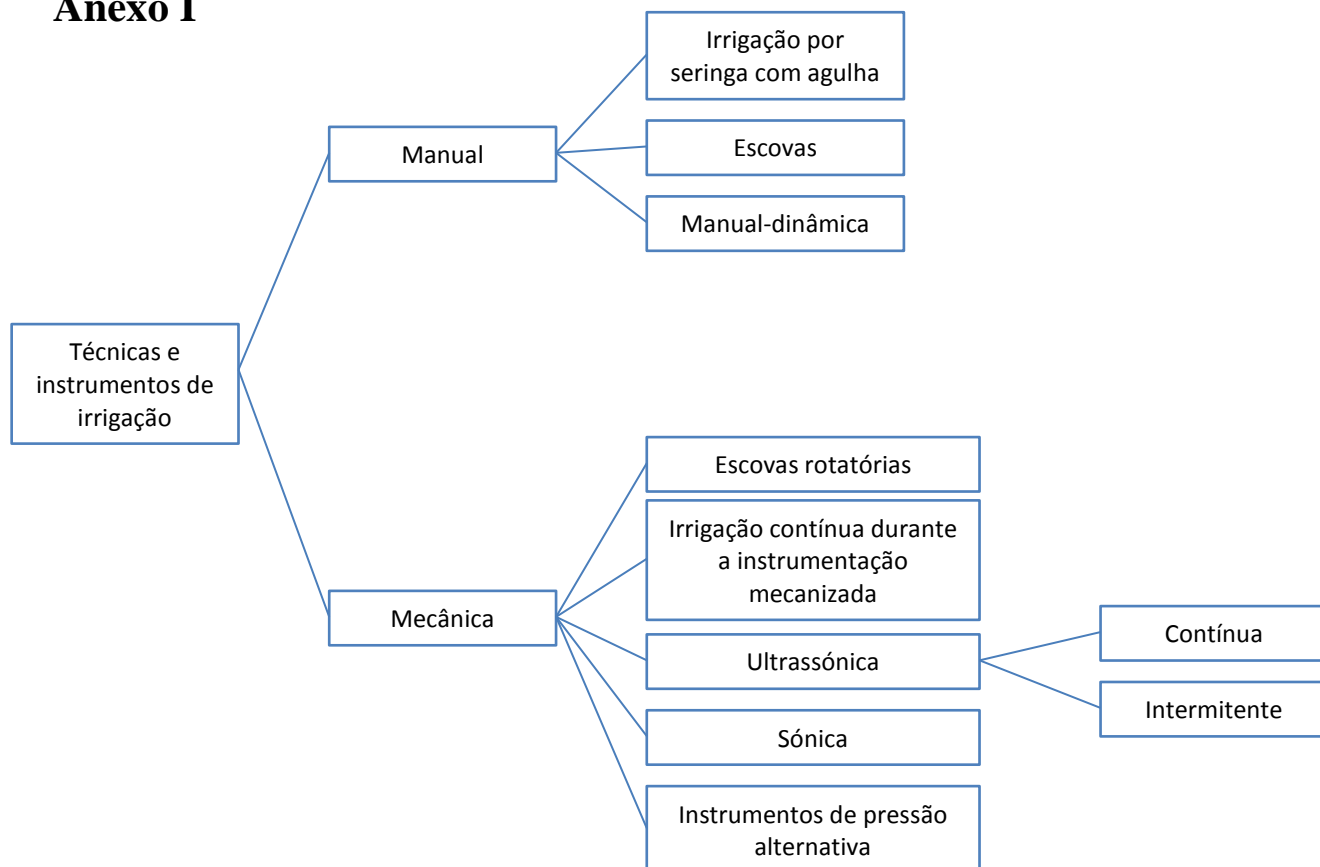 Anexo I
Irrigação por
seringa com agulha
Manual
Escovas
Manual-dinâmica
Técnicas e
instrumentos de
irrigação
Escovas rotatórias
Irrigação contínua durante
a instrumentação
mecanizada
Mecânica
Ultrassónica
Contínua
Intermitente
Sónica
Instrumentos de pressão
alternativa